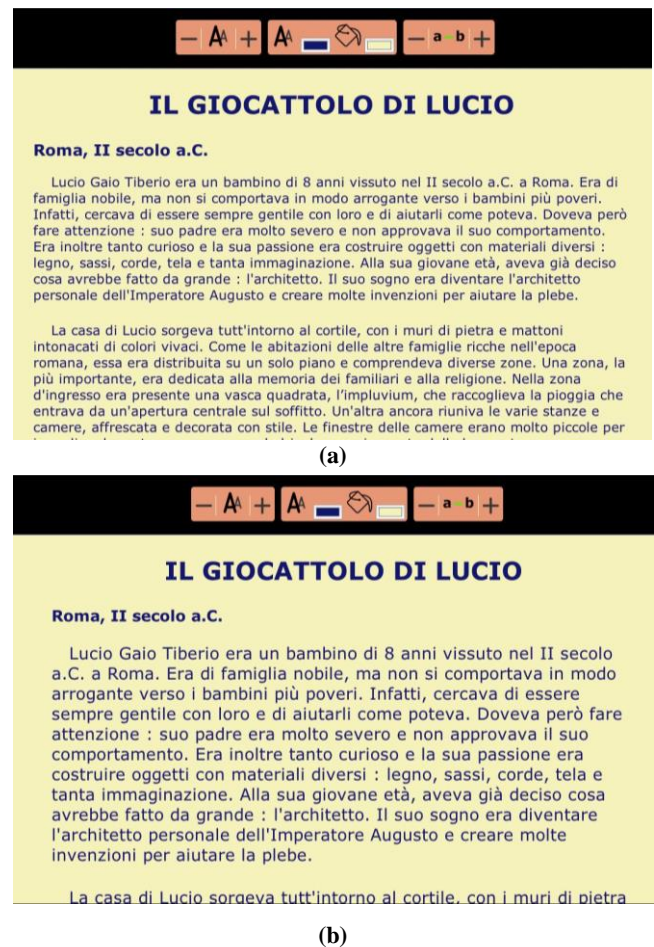 — AA + AA — a b +
IL GIOCATTOLO DI LUCIO
Roma, II secolo a.C.
Lucio Gaio Tiberio era un bambino di 8 anni vissuto nel II secolo a.C. a Roma. Era di
famiglia nobile, ma non si comportava in modo arrogante verso i bambini più poveri.
Infatti, cercava di essere sempre gentile con loro e di aiutarli come poteva. Doveva però
fare attenzione : suo padre era molto severo e non approvava il suo comportamento.
Era inoltre tanto curioso e la sua passione era costruire oggetti con materiali diversi :
legno, sassi, corde, tela e tanta immaginazione. Alla sua giovane età, aveva già deciso
cosa avrebbe fatto da grande : l'architetto. Il suo sogno era diventare l'architetto
personale dell'Imperatore Augusto e creare molte invenzioni per aiutare la plebe.
La casa di Lucio sorgeva tutt'intorno al cortile, con i muri di pietra e mattoni
intonacati di colori vivaci. Come le abitazioni delle altre famiglie ricche nell'epoca
romana, essa era distribuita su un solo piano e comprendeva diverse zone. Una zona, la
più importante, era dedicata alla memoria dei familiari e alla religione. Nella zona
d'ingresso era presente una vasca quadrata, l’impluvium, che raccoglieva la pioggia che
entrava da un'apertura centrale sul soffitto. Un'altra ancora riuniva le varie stanze e
camere, affrescata e decorata con stile. Le finestre delle camere erano molto piccole per
(a)
— AA + AA — a b +
IL GIOCATTOLO DI LUCIO
Roma, II secolo a.C.
Lucio Gaio Tiberio era un bambino di 8 anni vissuto nel II secolo
a.C. a Roma. Era di famiglia nobile, ma non si comportava in modo
arrogante verso i bambini più poveri. Infatti, cercava di essere
sempre gentile con loro e di aiutarli come poteva. Doveva però fare
attenzione : suo padre era molto severo e non approvava il suo
comportamento. Era inoltre tanto curioso e la sua passione era
costruire oggetti con materiali diversi : legno, sassi, corde, tela e
tanta immaginazione. Alla sua giovane età, aveva già deciso cosa
avrebbe fatto da grande : l'architetto. Il suo sogno era diventare
l'architetto personale dell'Imperatore Augusto e creare molte
invenzioni per aiutare la plebe.
La casa di Lucio sorgeva tutt'intorno al cortile, con i muri di pietra
(b)